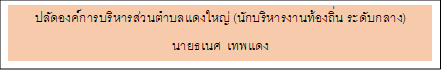 ปลัดองค์การบริหารส่วนตำบลแดงใหญ่ (นักบริหารงานท้องถิ่น ระดับกลาง)
นายธเนศ เทพแดง